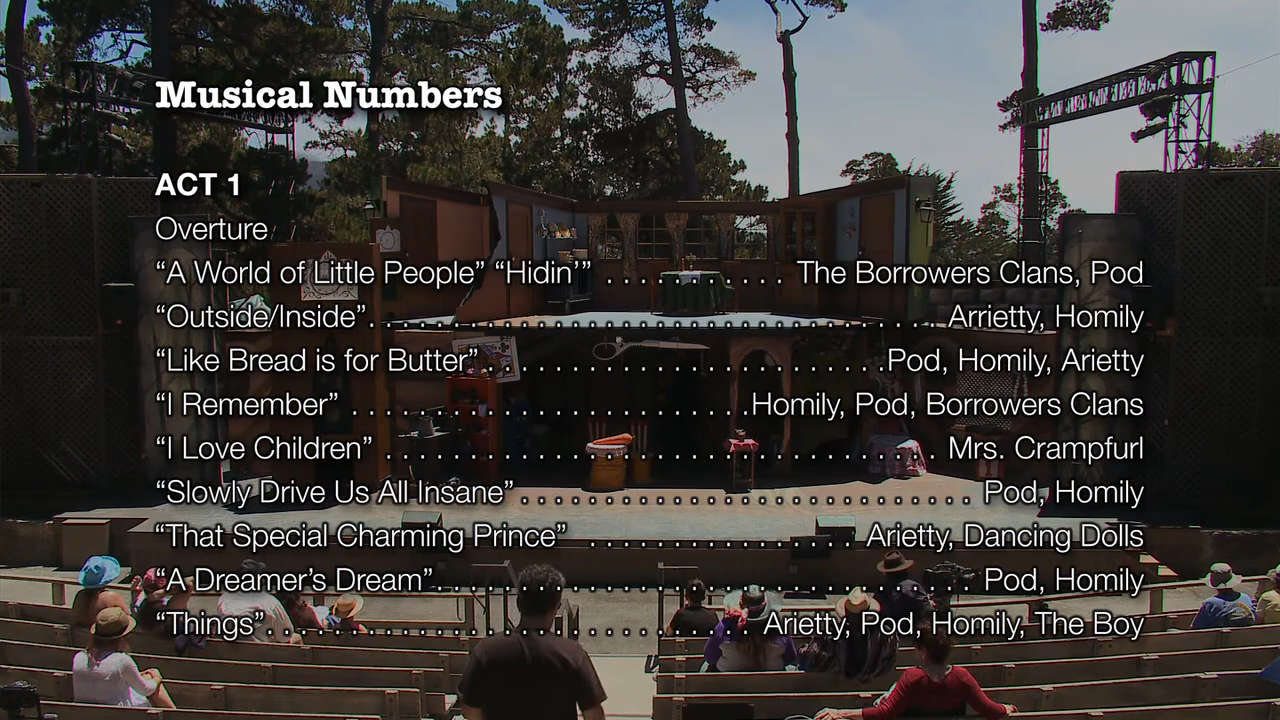 Musical Numbers
ACT 1
Overture
“A World of Little People” “Hidin’” . . . . . . . . . . . The Borrowers Clans, Pod
“Outside/Inside”. . . . . . . . . . . . . . . . . . . . . . . . . . . . . . . . . . . . Arrietty, Homily
“Like Bread is for Butter” . . . . . . . . . . . . . . . . . . . . . . . . . .Pod, Homily, Arietty
“I Remember” . . . . . . . . . . . . . . . . . . . . . . . . .Homily, Pod, Borrowers Clans
“I Love Children” . . . . . . . . . . . . . . . . . . . . . . . . . . . . . . . . . . . Mrs. Crampfurl
“Slowly Drive Us All Insane”. . . . . . . . . . . . . . . . . . . . . . . . . . . . . Pod, Homily
“That Special Charming Prince” . . . . . . . . . . . . . . . . . Arietty, Dancing Dolls
“A Dreamer’s Dream”. . . . . . . . . . . . . . . . . . . . . . . . . . . . . . . . . . Pod, Homily
“Things”. . . . . . . . . . . . . . . . . . . . . . . . . . . . . . . Arietty, Pod, Homily, The Boy